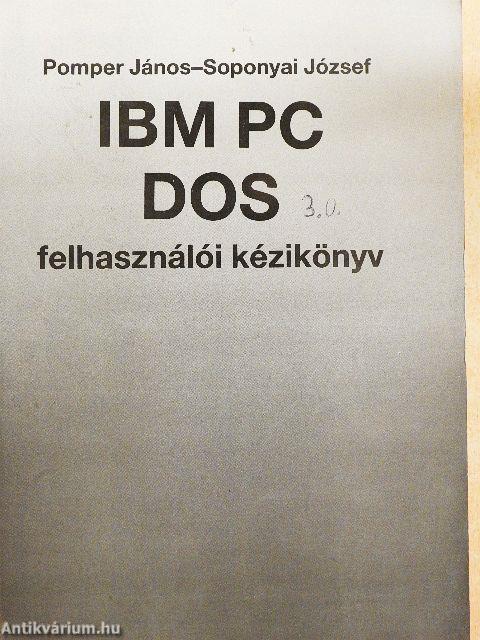 Pomper János–Soponyai József
IBM PC
DOS 3.0.
felhasználói kézikönyv
Antikvárium.hu